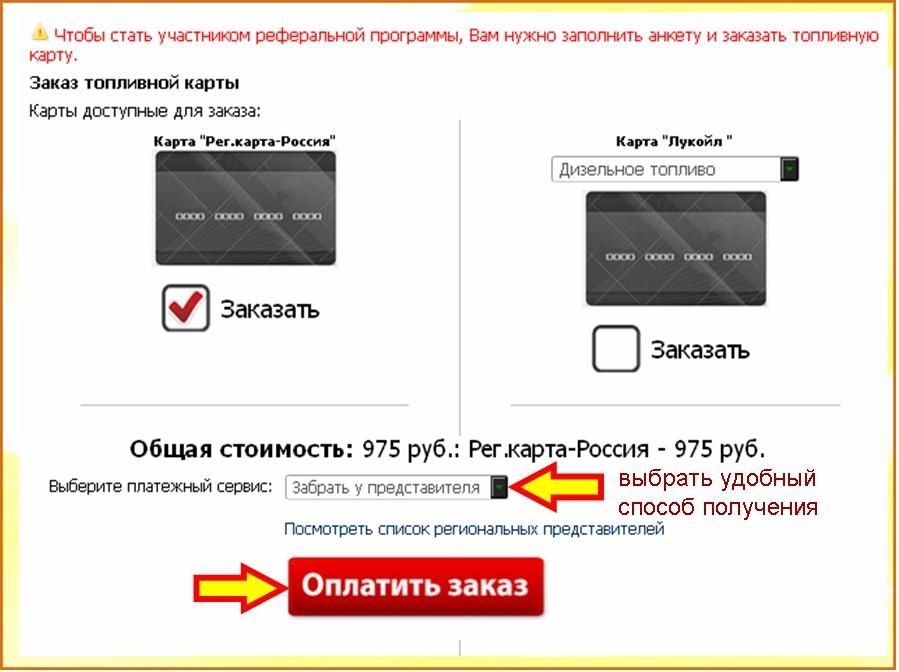 Чтобы стать участником реферальной программы, Вам нужно заполнить анкету и заказать топливную
карту.
Заказ топливной карты
Карты доступные для заказа:
Карта "Рег.карта-Россия"
0000 0000 0000 0000
Заказать
Карта "Лукойл "
Дизельное топливо
0000 0000 0000 0000
Заказать
Общая стоимость: 975 руб.: Рег.карта-Россия - 975 руб.
Выберите платежный сервис: Забрать у представителя
выбрать удобный
способ получения
Посмотреть список региональных представителей
Оплатить заказ